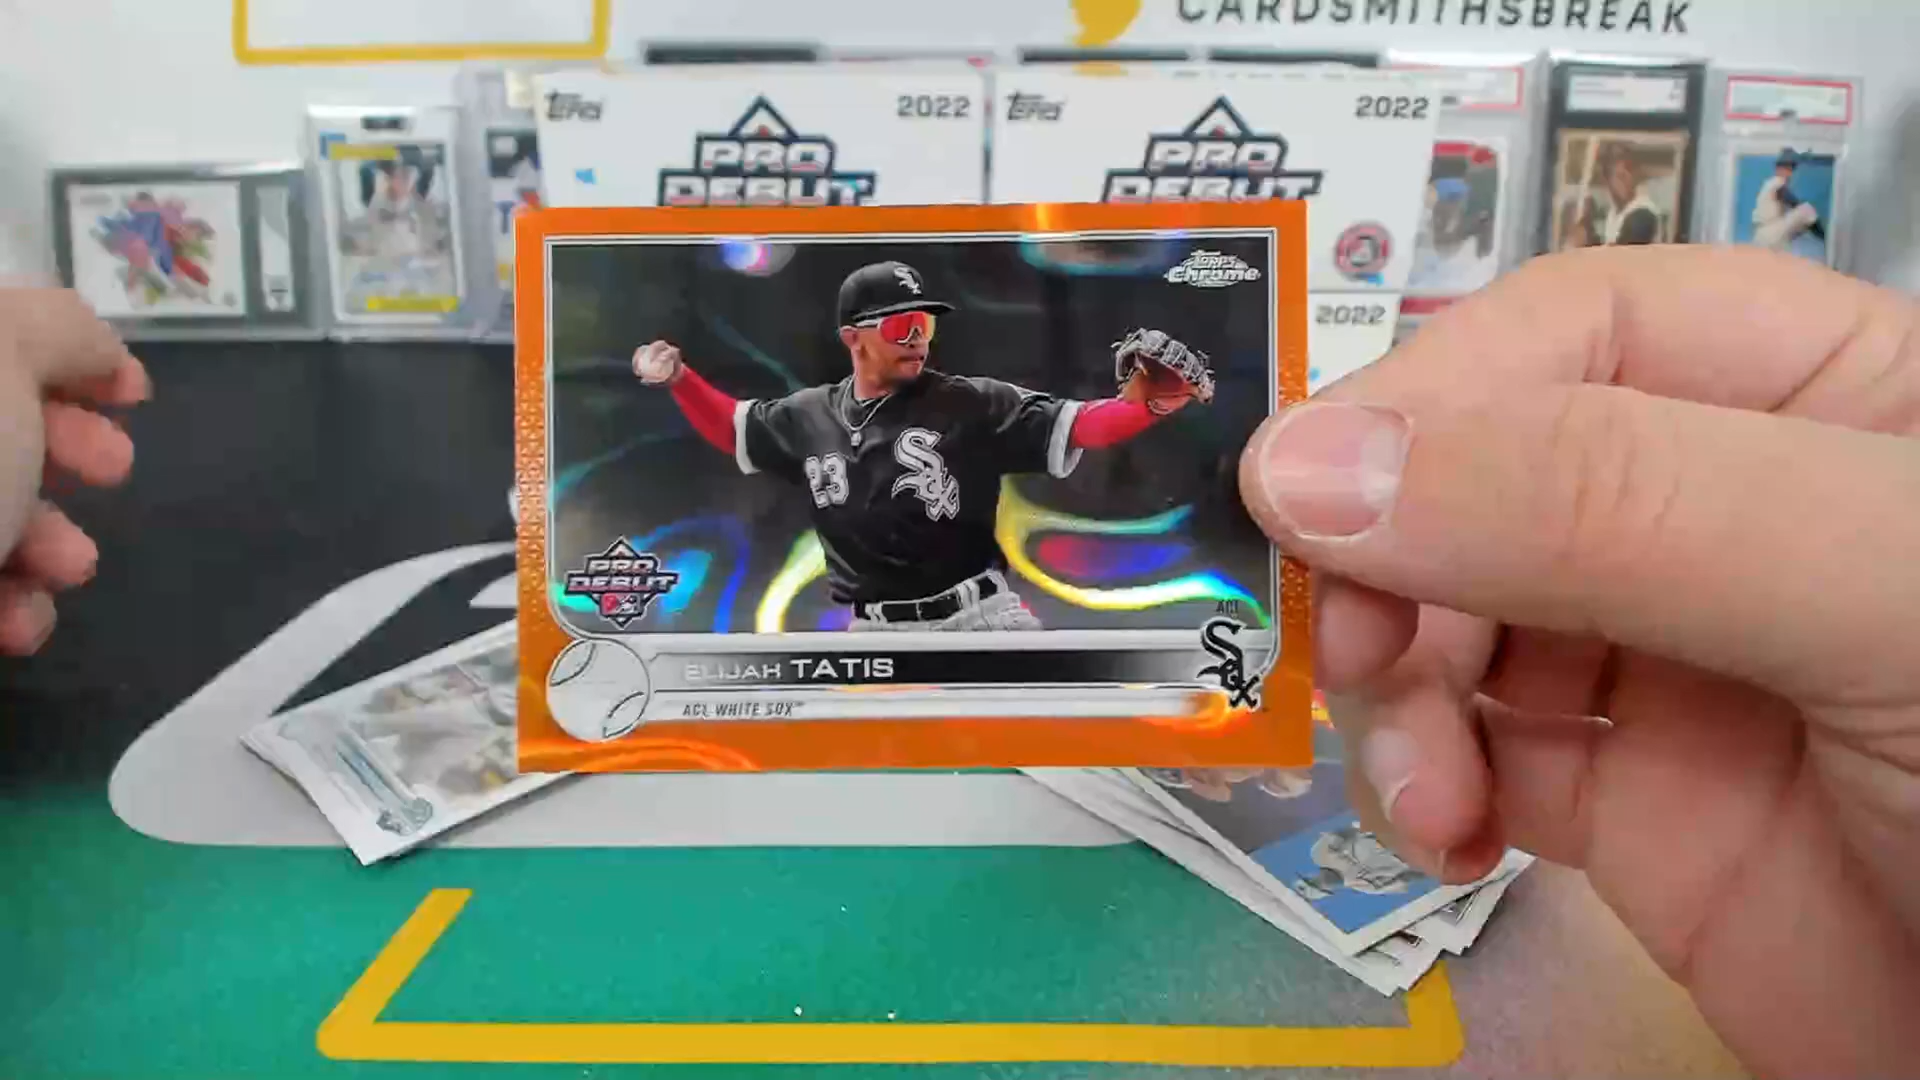 CARDSMITHSBREAK
Topps
2022
PRO
DEBUT
Topps
2022
PRO
DEBUT
2022
Topps
Chrome
Sox
23
Sox
PRO
DEBUT
ACL
ELIJAH TATIS
Sox
ACL WHITE SOX™